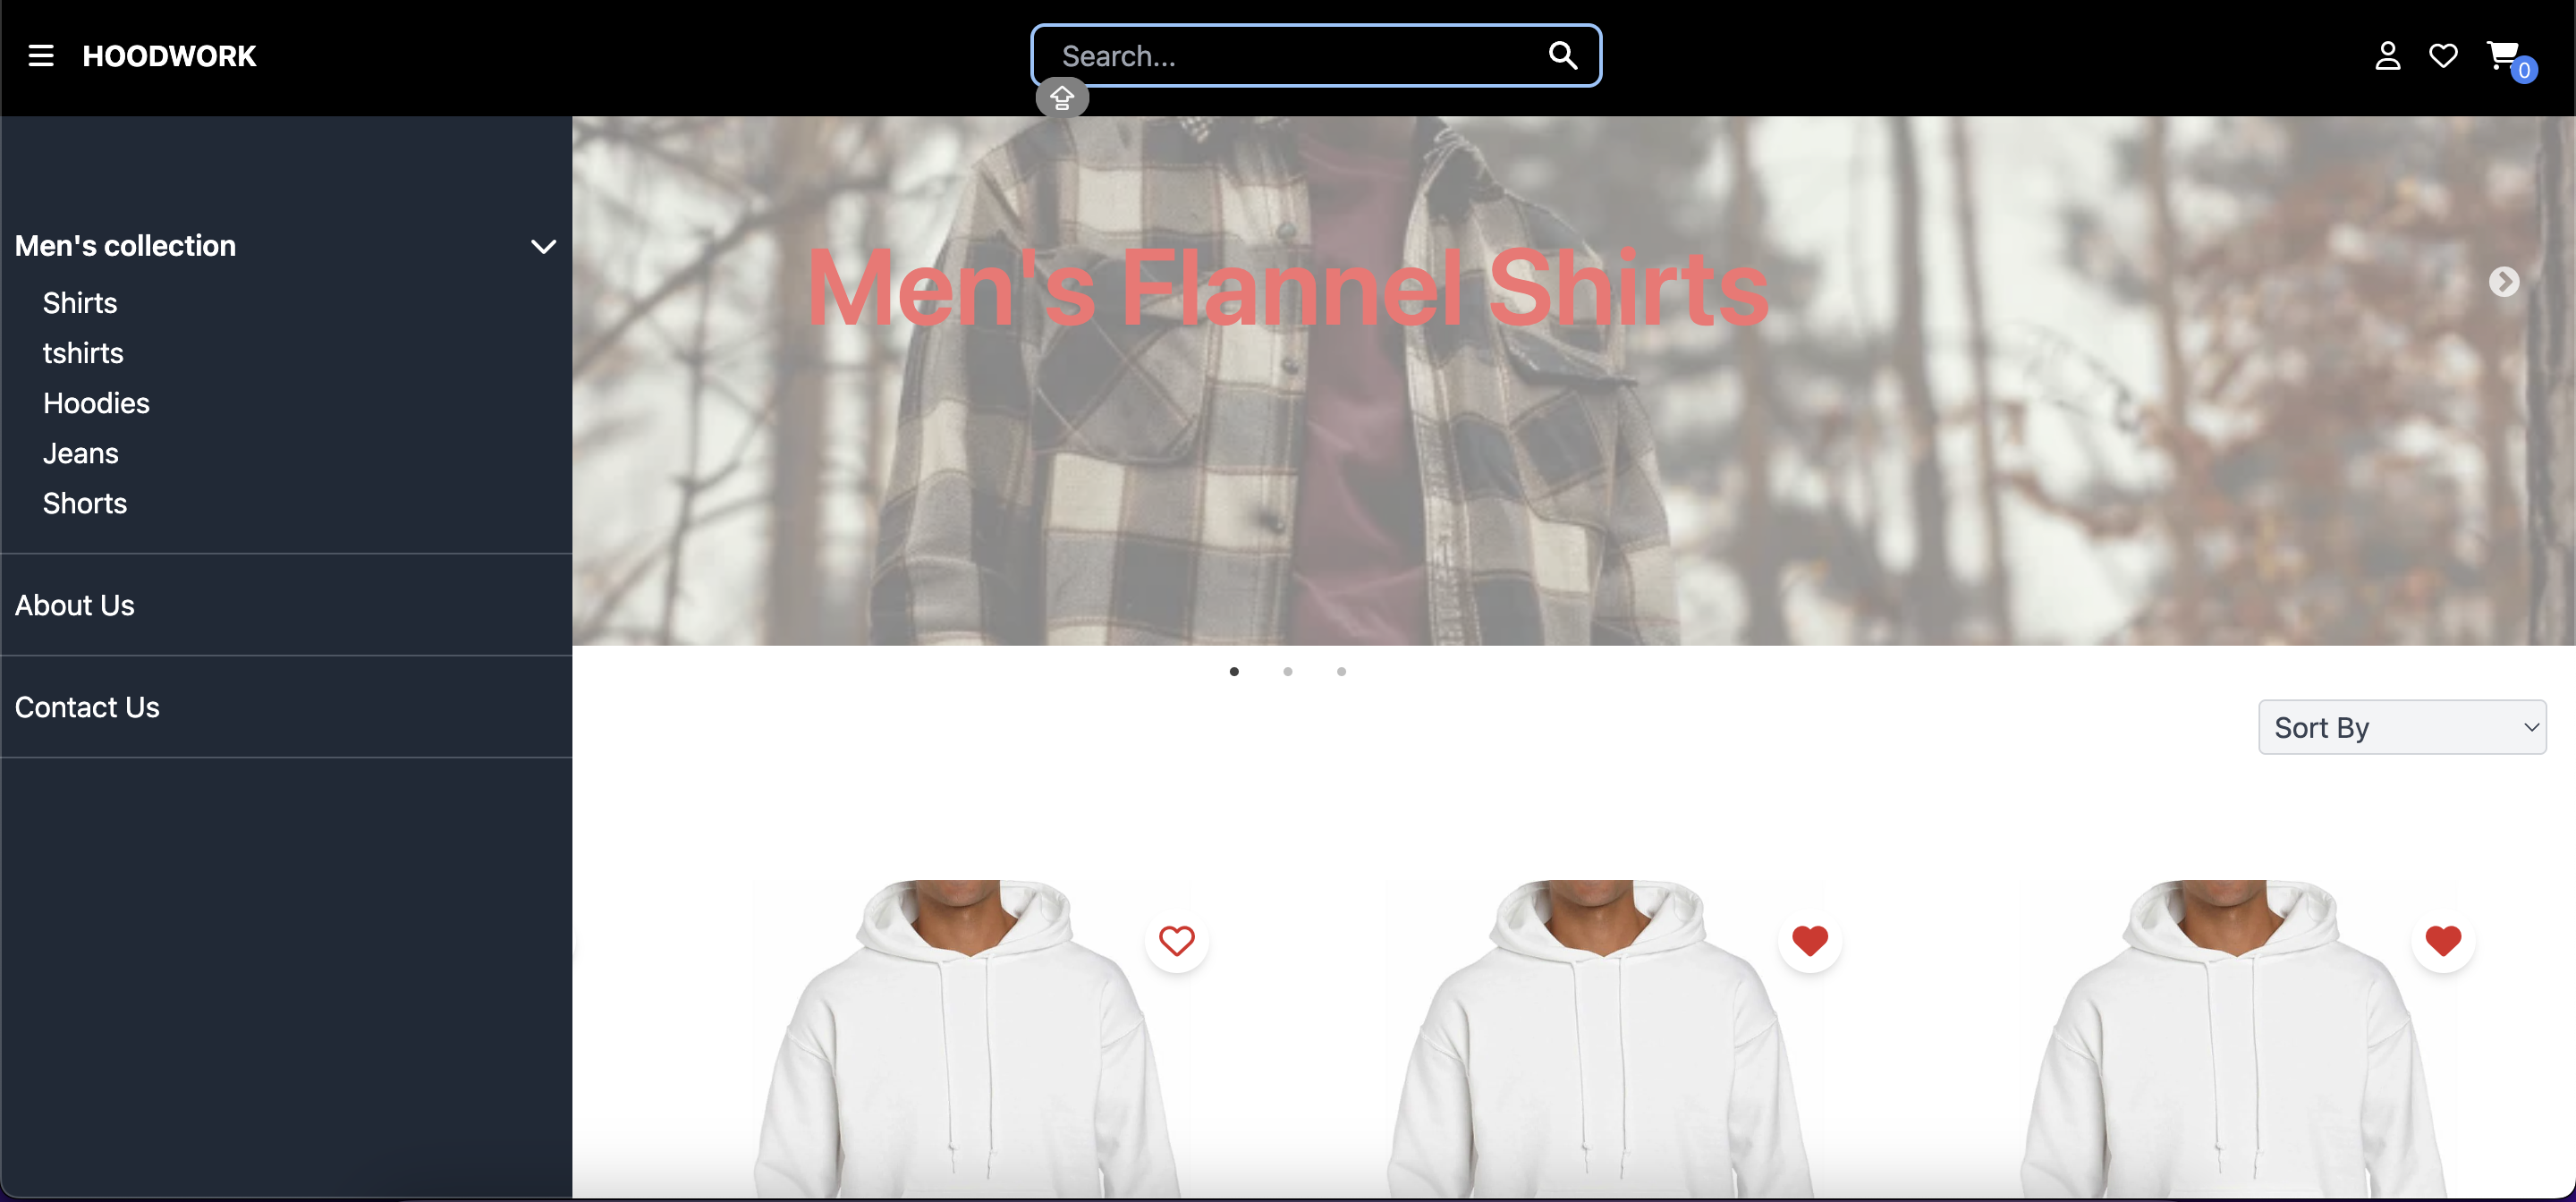 HOODWORK
Search...
0
Men's collection
Shirts
tshirts
Hoodies
Jeans
Shorts
About Us
Contact Us
Men's Flannel Shirts
Sort By